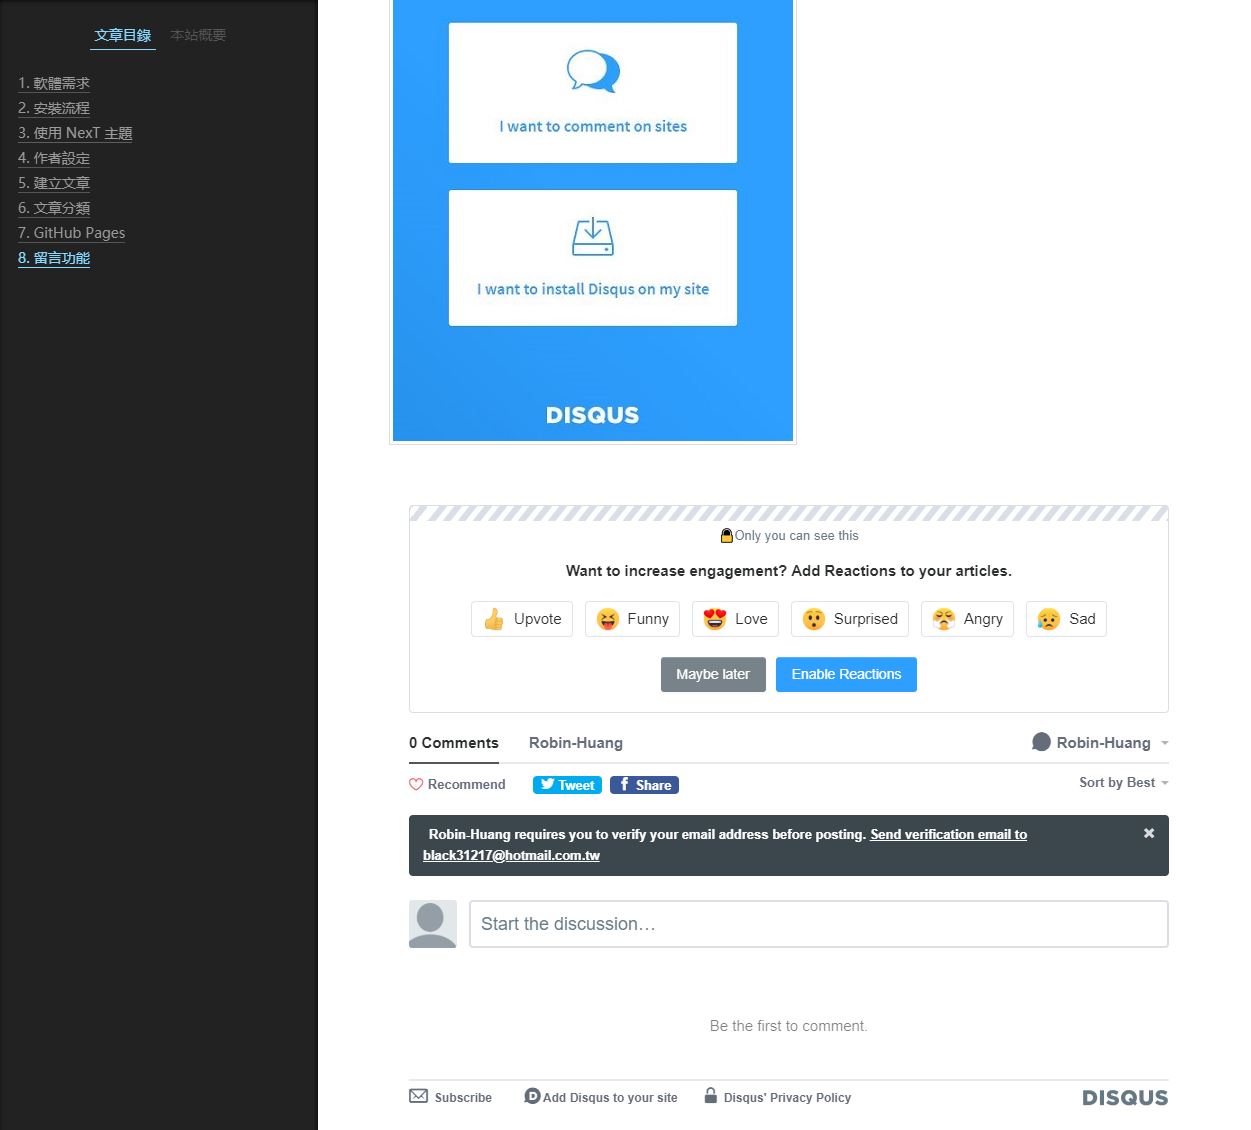 文章目錄 本站概要
1. 軟體需求
2. 安裝流程
3. 使用 NexT 主題
4. 作者設定
5. 建立文章
6. 文章分類
7. GitHub Pages
8. 留言功能
I want to comment on sites
I want to install Disqus on my site
DISQUS
Only you can see this
Want to increase engagement? Add Reactions to your articles.
Upvote Funny Love Surprised Angry Sad
Maybe later Enable Reactions
0 Comments Robin-Huang Robin-Huang
Recommend Tweet Share Sort by Best
Robin-Huang requires you to verify your email address before posting. Send verification email to
black31217@hotmail.com.tw
Start the discussion…
Be the first to comment.
Subscribe Add Disqus to your site Disqus' Privacy Policy DISQUS